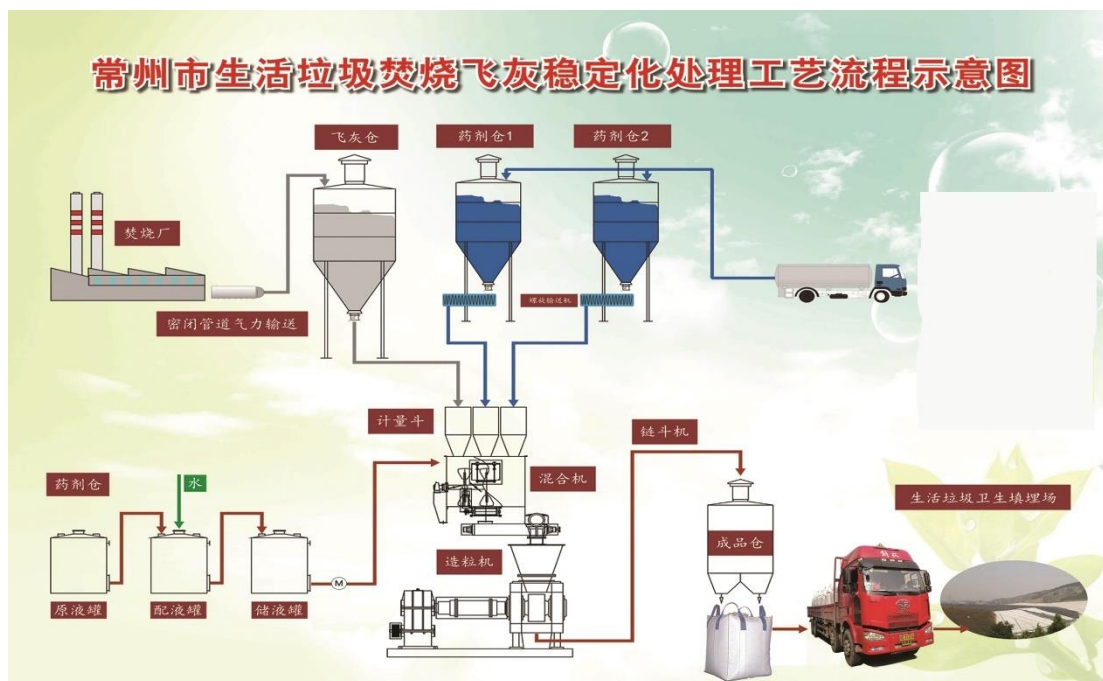 常州市生活垃圾焚烧飞灰稳定化处理工艺流程示意图
飞灰仓
药剂仓1
药剂仓2
焚烧厂
密闭管道气力输送
螺旋输送机
计量斗
链斗机
混合机
药剂仓
水
生活垃圾卫生填埋场
成品仓
造粒机
M
原液罐
配液罐
储液罐